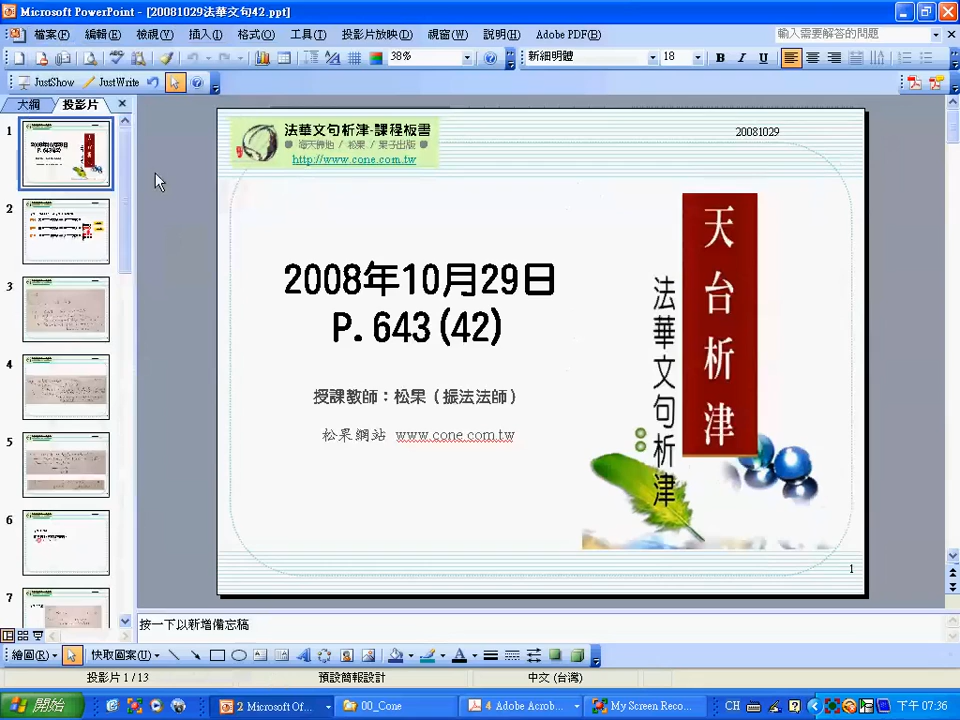 Microsoft PowerPoint - [20081029法華文句42.ppt]
檔案(F) 編輯(E) 檢視(V) 插入(I) 格式(O) 工具(T) 投影片放映(D) 視窗(W) 說明(H) Adobe PDF(B) 輸入需要解答的問題
38% 新細明體 18 B I U
JustShow JustWrite
大綱 投影片
1
2
3
4
5
6
7
法華文句析津-課程板書
海天佛地 / 松果 / 果子出版
http://www.cone.com.tw
20081029
2008年10月29日
P.643(42)
授課教師：松果（振法法師）
松果網站 www.cone.com.tw
天台析津
法華文句析津
1
按一下以新增備忘稿
繪圖(R) 快取圖案(U)
投影片 1 / 13 預設簡報設計 中文 (台灣)
開始 2 Microsoft Of... 00_Cone 4 Adobe Acrob... My Screen Reco... CH 下午 07:36